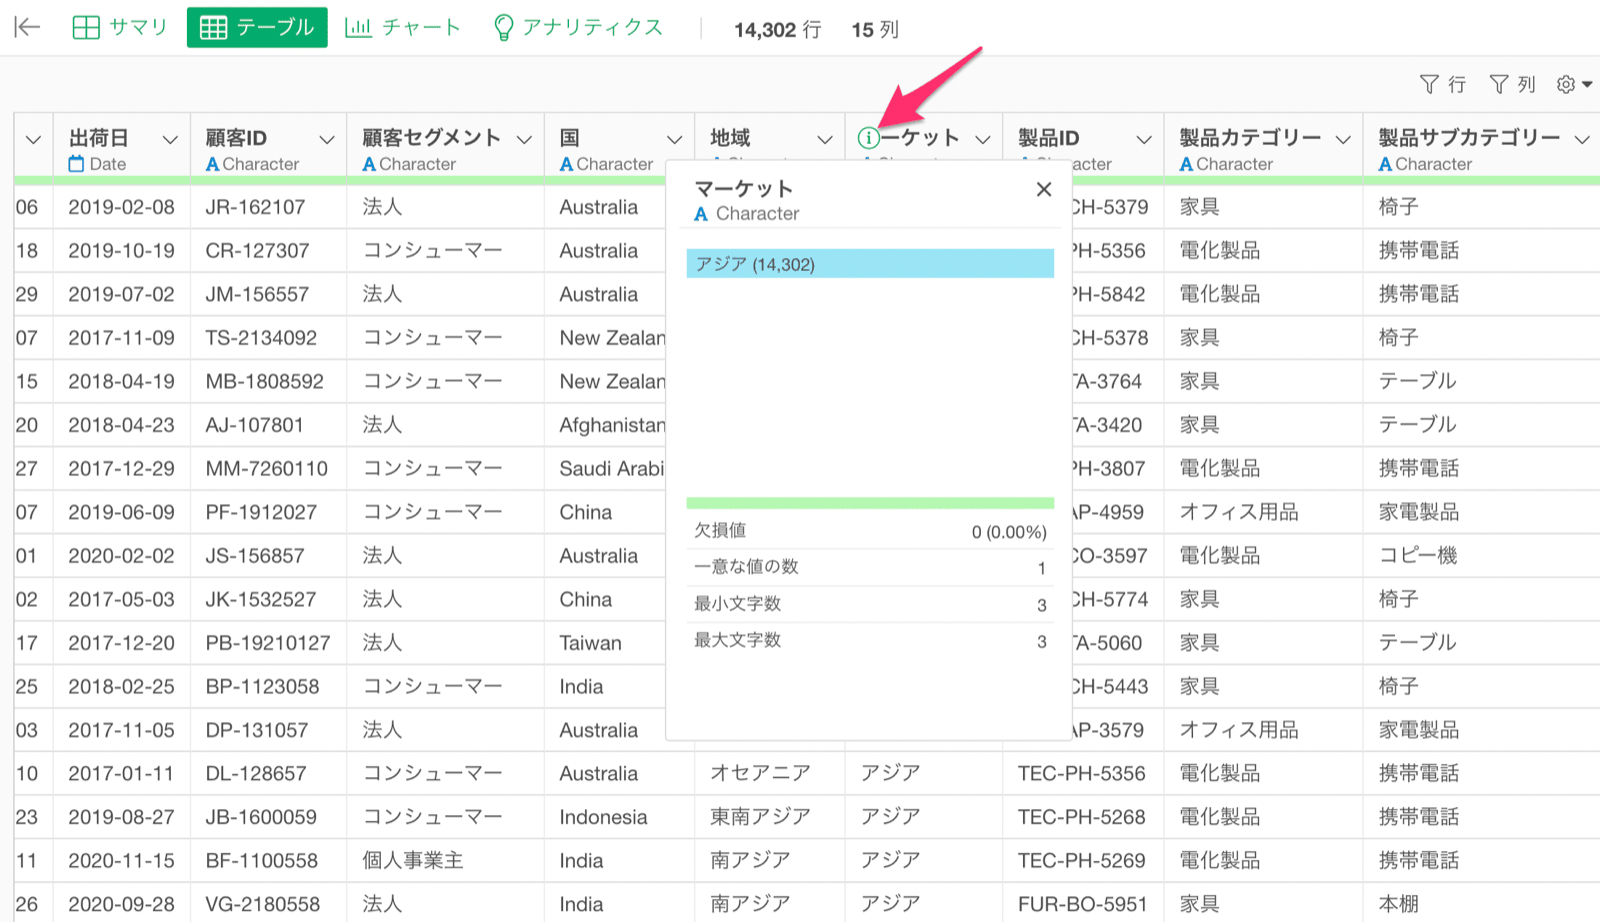 サマリ テーブル チャート アナリティクス 14,302 行 15 列
行 列
出荷日 顧客ID 顧客セグメント 国 地域 ーケット 製品ID 製品カテゴリー 製品サブカテゴリー
Date Character Character Character acter Character Character
マーケット
Character
アジア (14,302)
欠損値 0 (0.00%)
一意な値の数 1
最小文字数 3
最大文字数 3
06 2019-02-08 JR-162107 法人 Australia CH-5379 家具 椅子
18 2019-10-19 CR-127307 コンシューマー Australia PH-5356 電化製品 携帯電話
29 2019-07-02 JM-156557 法人 Australia PH-5842 電化製品 携帯電話
07 2017-11-09 TS-2134092 コンシューマー New Zealan CH-5378 家具 椅子
15 2018-04-19 MB-1808592 コンシューマー New Zealan TA-3764 家具 テーブル
20 2018-04-23 AJ-107801 法人 Afghanistan TA-3420 家具 テーブル
27 2017-12-29 MM-7260110 コンシューマー Saudi Arabi PH-3807 電化製品 携帯電話
07 2019-06-09 PF-1912027 コンシューマー China AP-4959 オフィス用品 家電製品
01 2020-02-02 JS-156857 法人 Australia CO-3597 電化製品 コピー機
02 2017-05-03 JK-1532527 法人 China CH-5774 家具 椅子
17 2017-12-20 PB-19210127 法人 Taiwan TA-5060 家具 テーブル
25 2018-02-25 BP-1123058 コンシューマー India CH-5443 家具 椅子
03 2017-11-05 DP-131057 法人 Australia AP-3579 オフィス用品 家電製品
10 2017-01-11 DL-128657 コンシューマー Australia オセアニア アジア TEC-PH-5356 電化製品 携帯電話
23 2019-08-27 JB-1600059 コンシューマー Indonesia 東南アジア アジア TEC-PH-5268 電化製品 携帯電話
11 2020-11-15 BF-1100558 個人事業主 India 南アジア アジア TEC-PH-5269 電化製品 携帯電話
26 2020-09-28 VG-2180558 法人 India 南アジア アジア FUR-BO-5951 家具 本棚